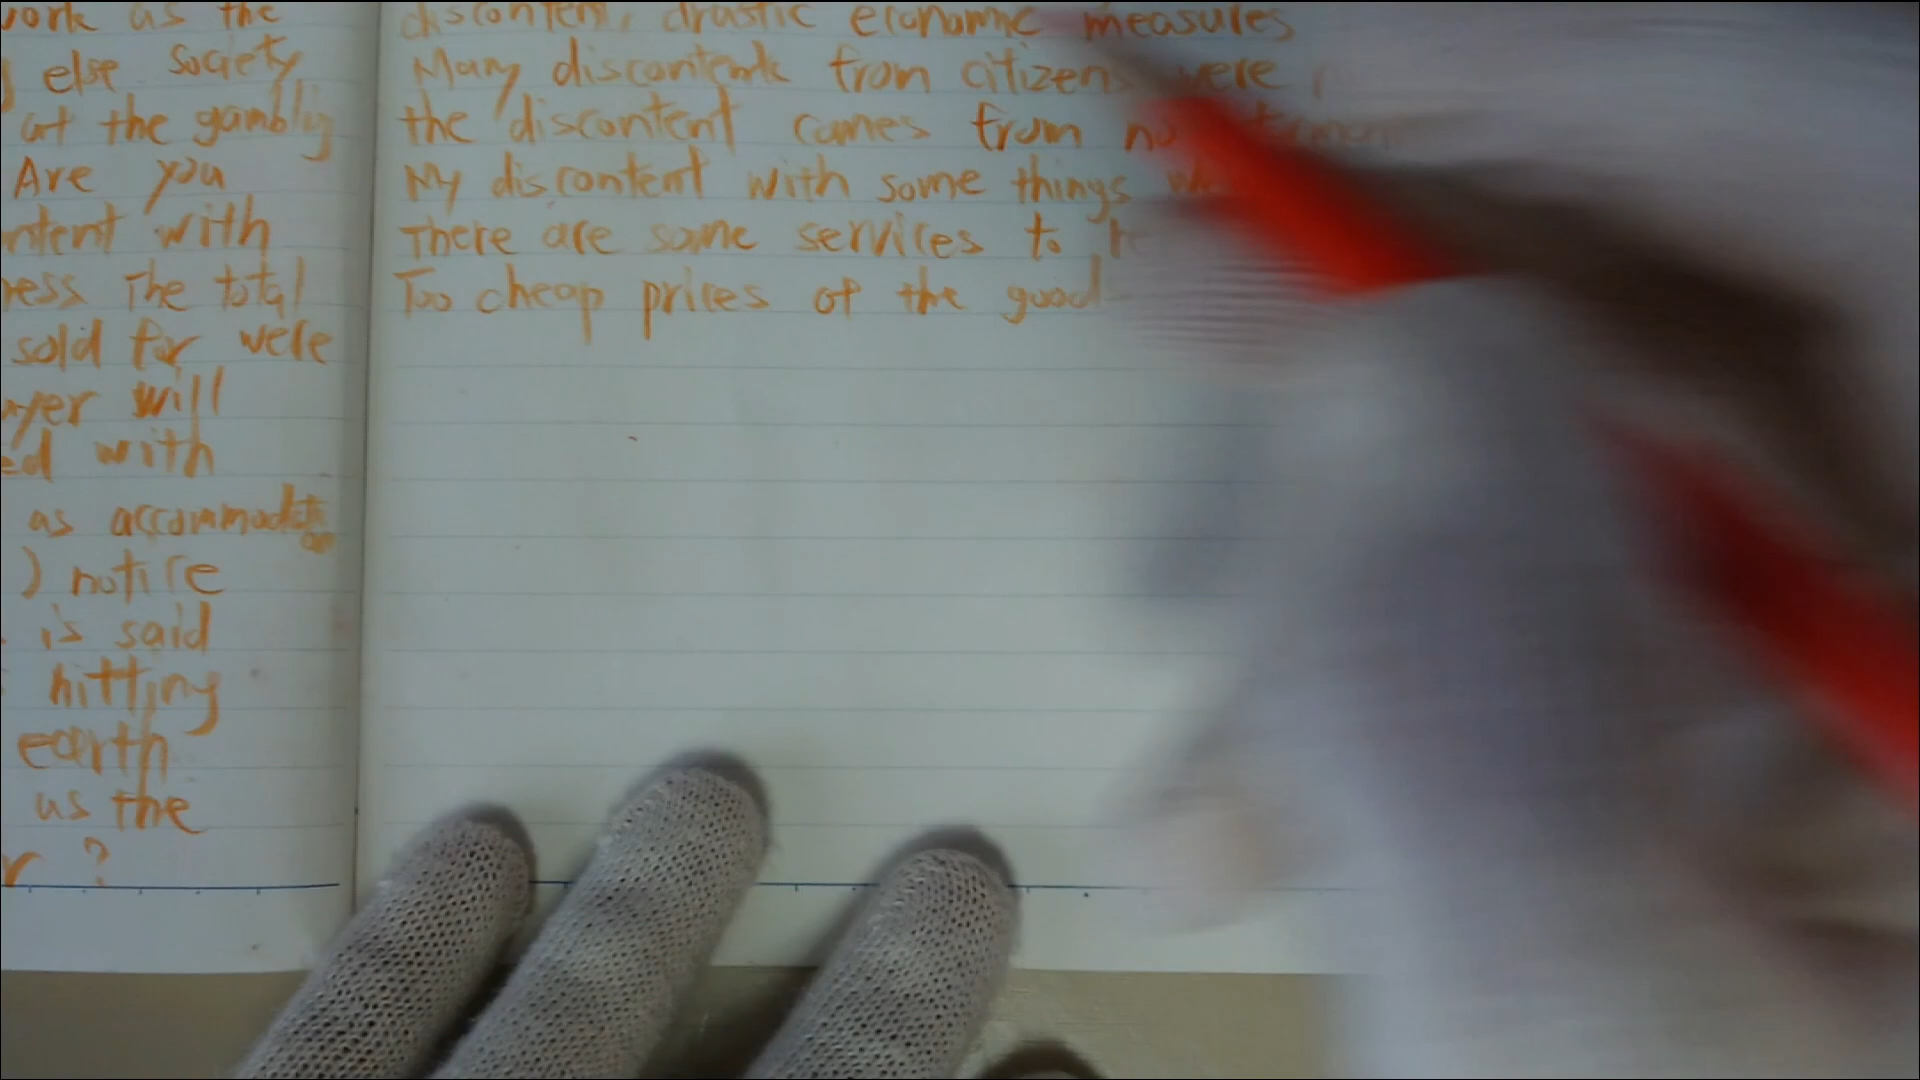 work as the
else society
at the gambling
Are you
ntent with
ness The total
sold for were
ayer will
ed with
as accommodation
) notice
is said
hitting
earth
us the
r ?
discontent, drastic economic measures
Many discontents from citizens were
the discontent comes from
My discontent with some things
There are some services to
Too cheap prices of the good